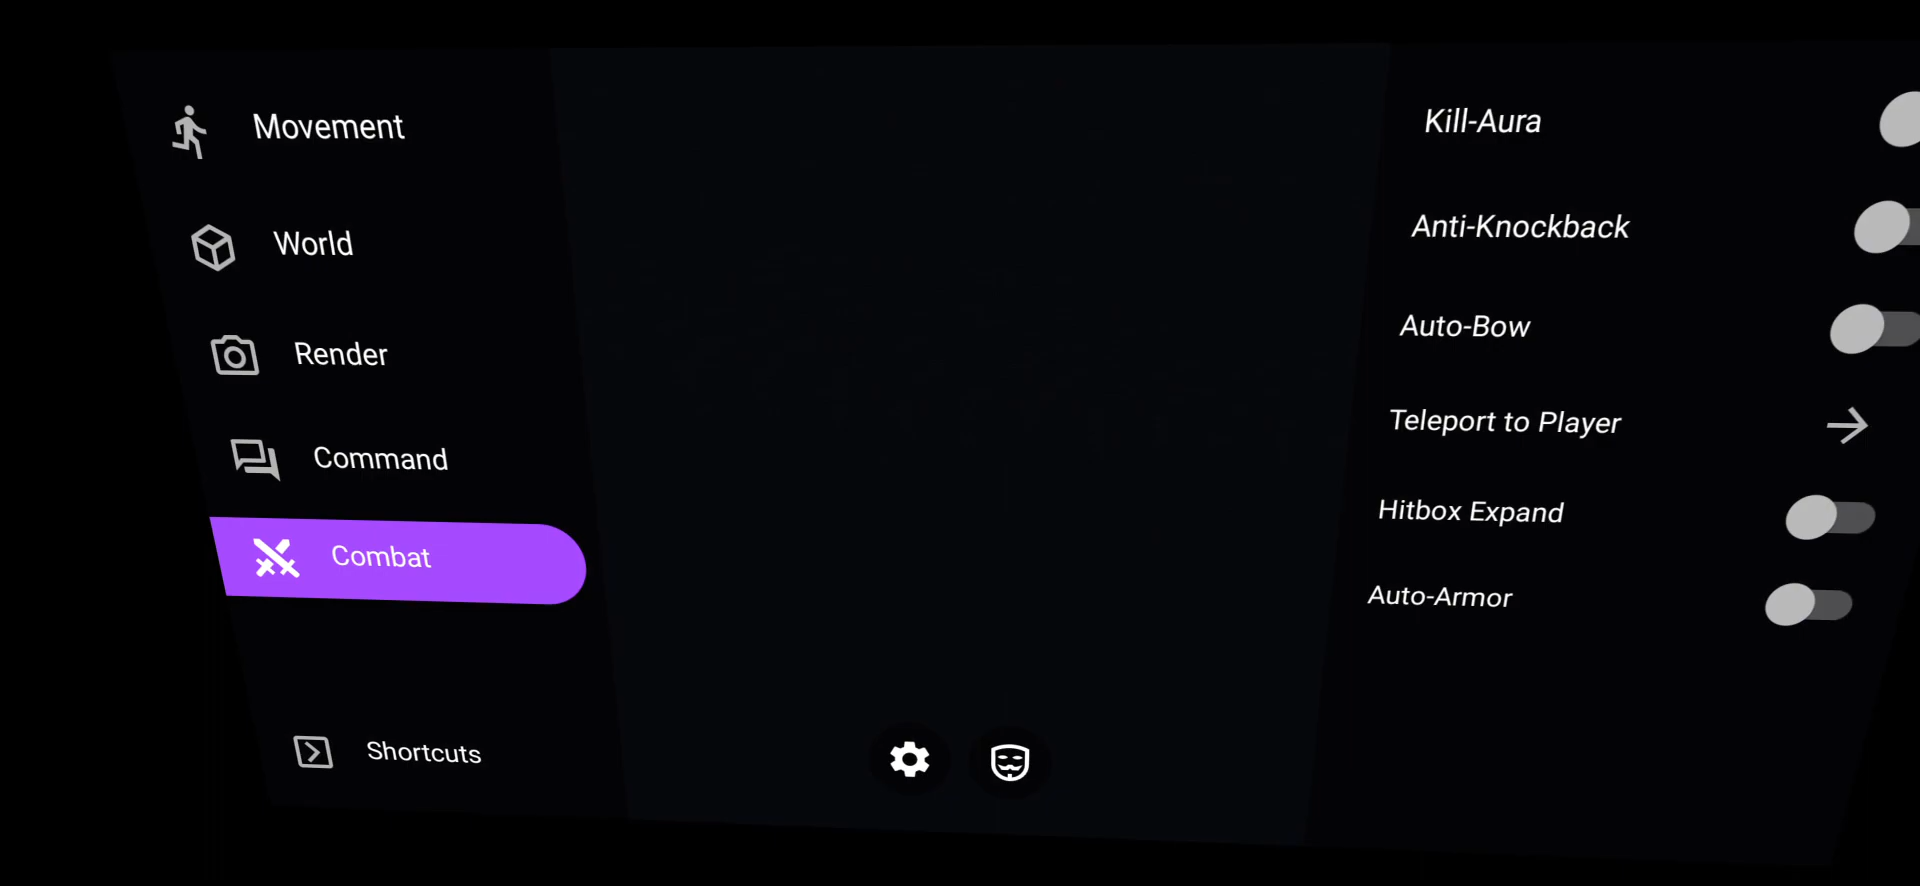 Movement
World
Render
Command
Combat
Shortcuts
Kill-Aura
Anti-Knockback
Auto-Bow
Teleport to Player
Hitbox Expand
Auto-Armor